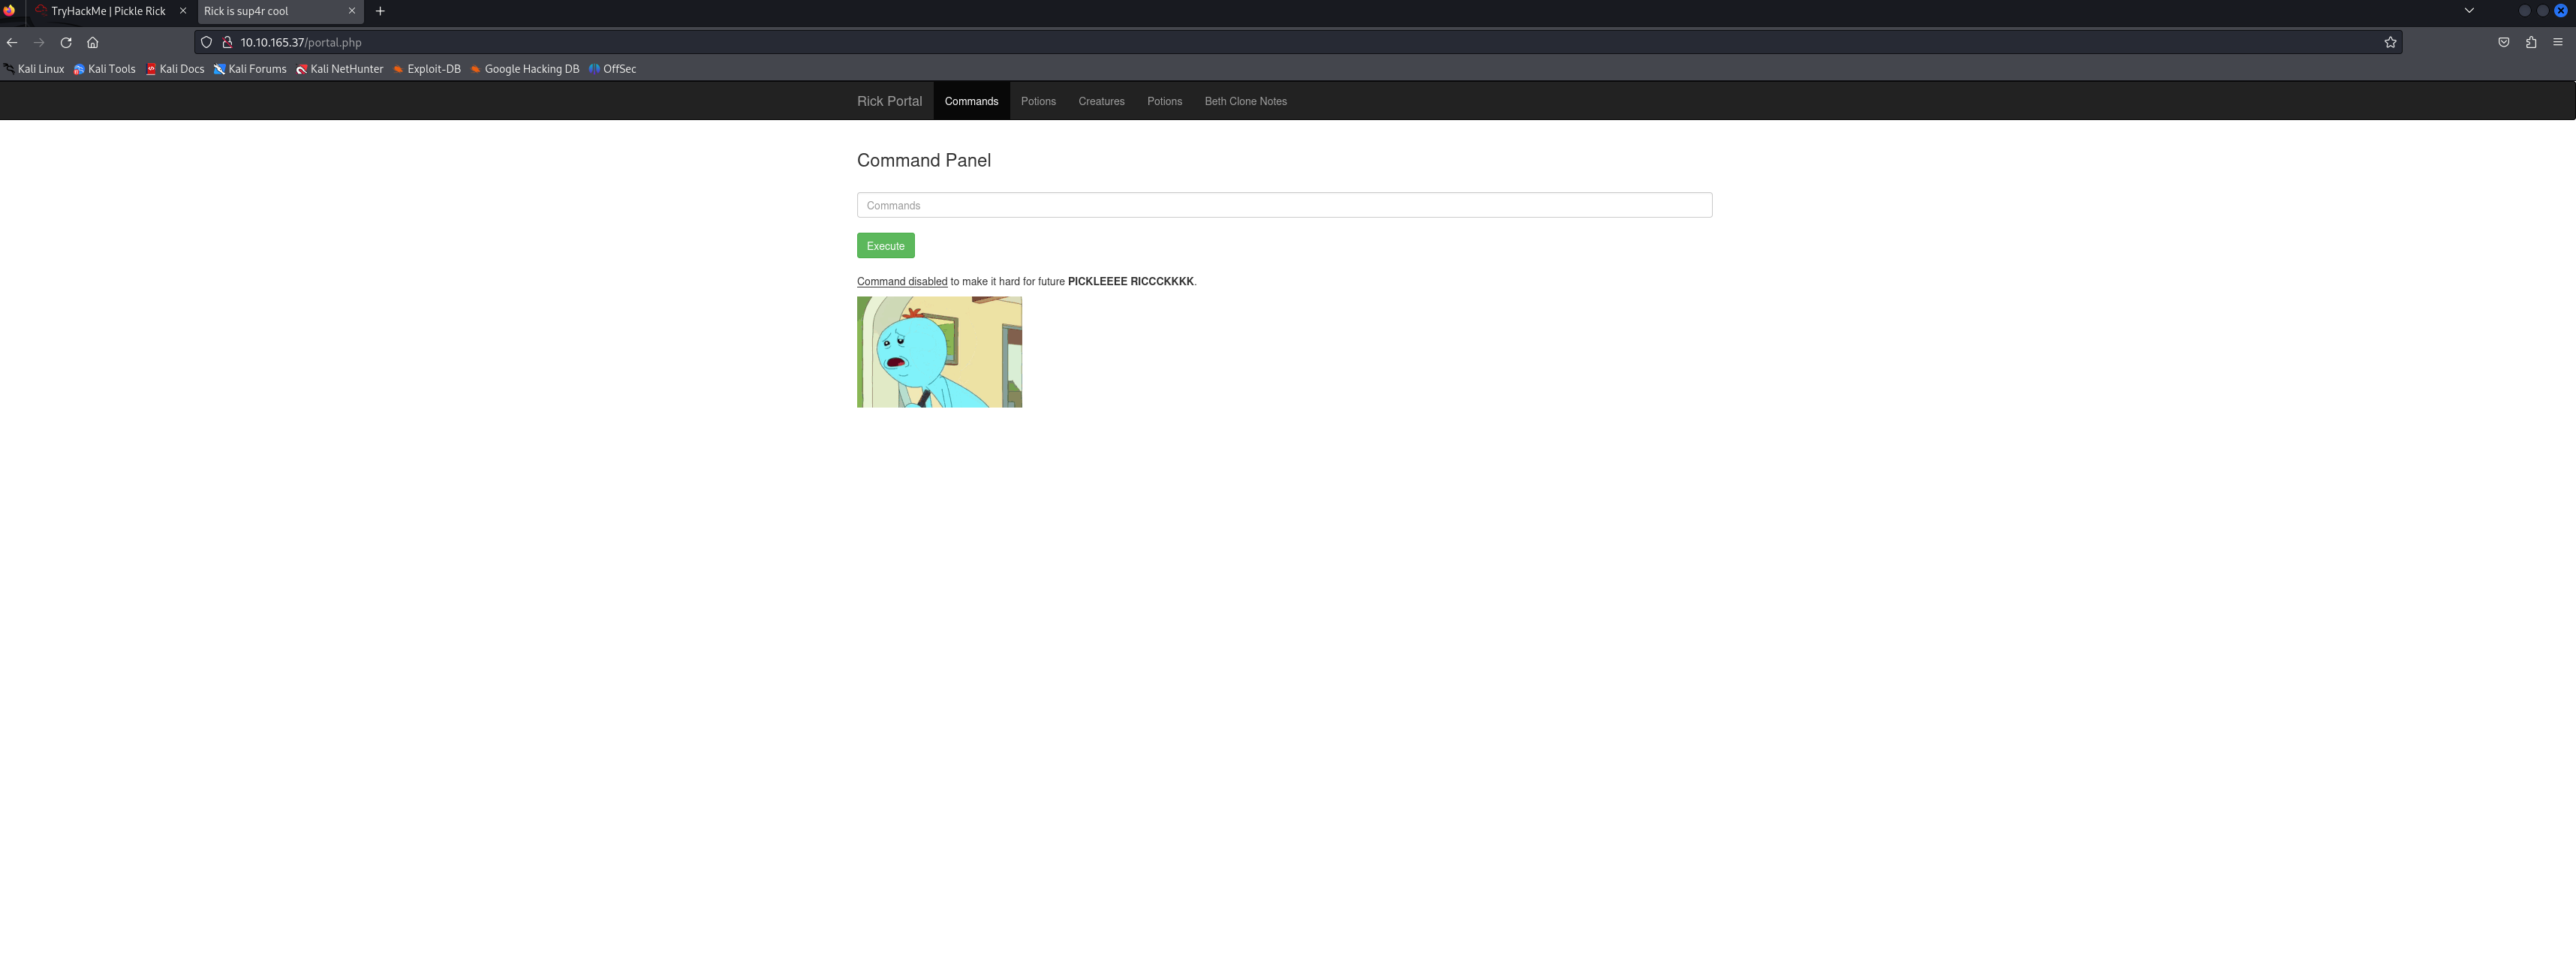 TryHackMe | Pickle Rick
Rick is sup4r cool
10.10.165.37/portal.php
Kali Linux Kali Tools Kali Docs Kali Forums Kali NetHunter Exploit-DB Google Hacking DB OffSec
Rick Portal Commands Potions Creatures Potions Beth Clone Notes
Command Panel
Commands
Execute
Command disabled to make it hard for future PICKLEEEE RICCCKKKK.